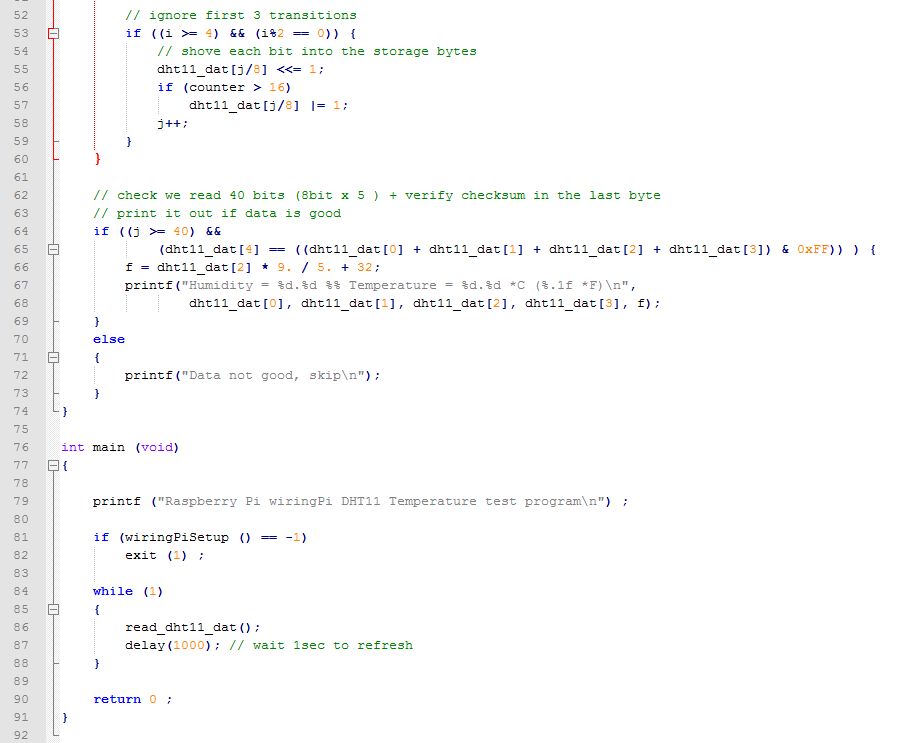 52 // ignore first 3 transitions
53 if ((i >= 4) && (i%2 == 0)) {
54 // shove each bit into the storage bytes
55 dht11_dat[j/8] <<= 1;
56 if (counter > 16)
57 dht11_dat[j/8] |= 1;
58 j++;
59 }
60 }
61
62 // check we read 40 bits (8bit x 5 ) + verify checksum in the last byte
63 // print it out if data is good
64 if ((j >= 40) &&
65 (dht11_dat[4] == ((dht11_dat[0] + dht11_dat[1] + dht11_dat[2] + dht11_dat[3]) & 0xFF)) ) {
66 f = dht11_dat[2] * 9. / 5. + 32;
67 printf("Humidity = %d.%d %% Temperature = %d.%d *C (%.1f *F)\n",
68 dht11_dat[0], dht11_dat[1], dht11_dat[2], dht11_dat[3], f);
69 }
70 else
71 {
72 printf("Data not good, skip\n");
73 }
74 }
75
76 int main (void)
77 {
78
79 printf ("Raspberry Pi wiringPi DHT11 Temperature test program\n") ;
80
81 if (wiringPiSetup () == -1)
82 exit (1) ;
83
84 while (1)
85 {
86 read_dht11_dat();
87 delay(1000); // wait 1sec to refresh
88 }
89
90 return 0 ;
91 }
92